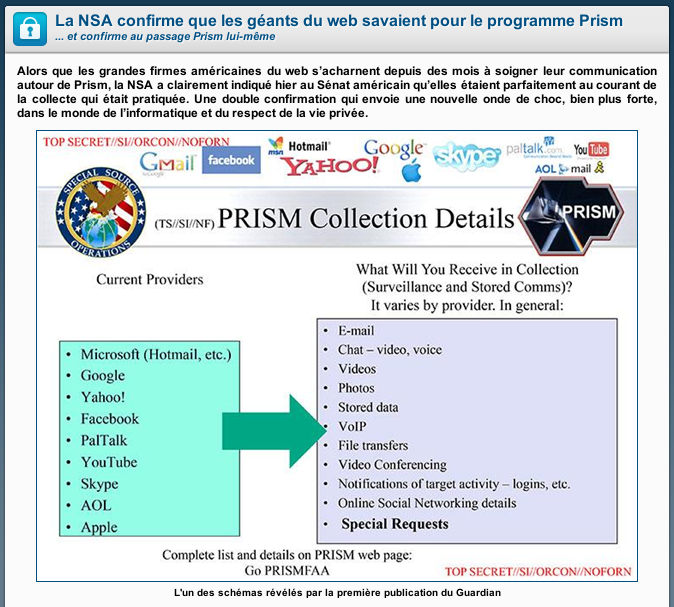 La NSA confirme que les géants du web savaient pour le programme Prism
... et confirme au passage Prism lui-même
Alors que les grandes firmes américaines du web s’acharnent depuis des mois à soigner leur communication
autour de Prism, la NSA a clairement indiqué hier au Sénat américain qu’elles étaient parfaitement au courant de
la collecte qui était pratiquée. Une double confirmation qui envoie une nouvelle onde de choc, bien plus forte,
dans le monde de l’informatique et du respect de la vie privée.
TOP SECRET//SI//ORCON//NOFORN
Gmail
facebook
msn Hotmail
YAHOO!
Google
skype
paltalk.com
YouTube
AOL mail
SPECIAL SOURCE
OPERATIONS
(TS//SI//NF) PRISM Collection Details
PRISM
Current Providers
What Will You Receive in Collection
(Surveillance and Stored Comms)?
It varies by provider. In general:
• Microsoft (Hotmail, etc.)
• Google
• Yahoo!
• Facebook
• PalTalk
• YouTube
• Skype
• AOL
• Apple
• E-mail
• Chat – video, voice
• Videos
• Photos
• Stored data
• VoIP
• File transfers
• Video Conferencing
• Notifications of target activity – logins, etc.
• Online Social Networking details
• Special Requests
Complete list and details on PRISM web page:
Go PRISMFAA
TOP SECRET//SI//ORCON//NOFORN
L'un des schémas révélés par la première publication du Guardian